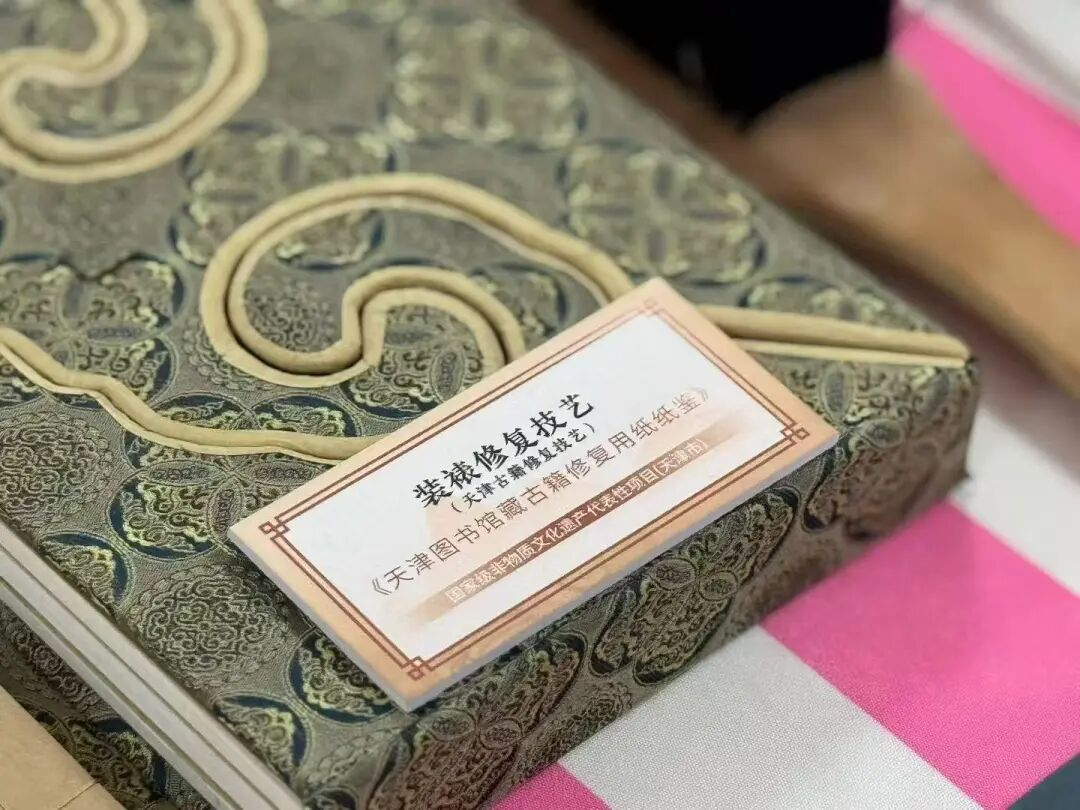 装裱修复技艺
（天津古籍修复技艺）
《天津图书馆藏古籍修复用纸纸鉴》
国家级非物质文化遗产代表性项目(天津市)